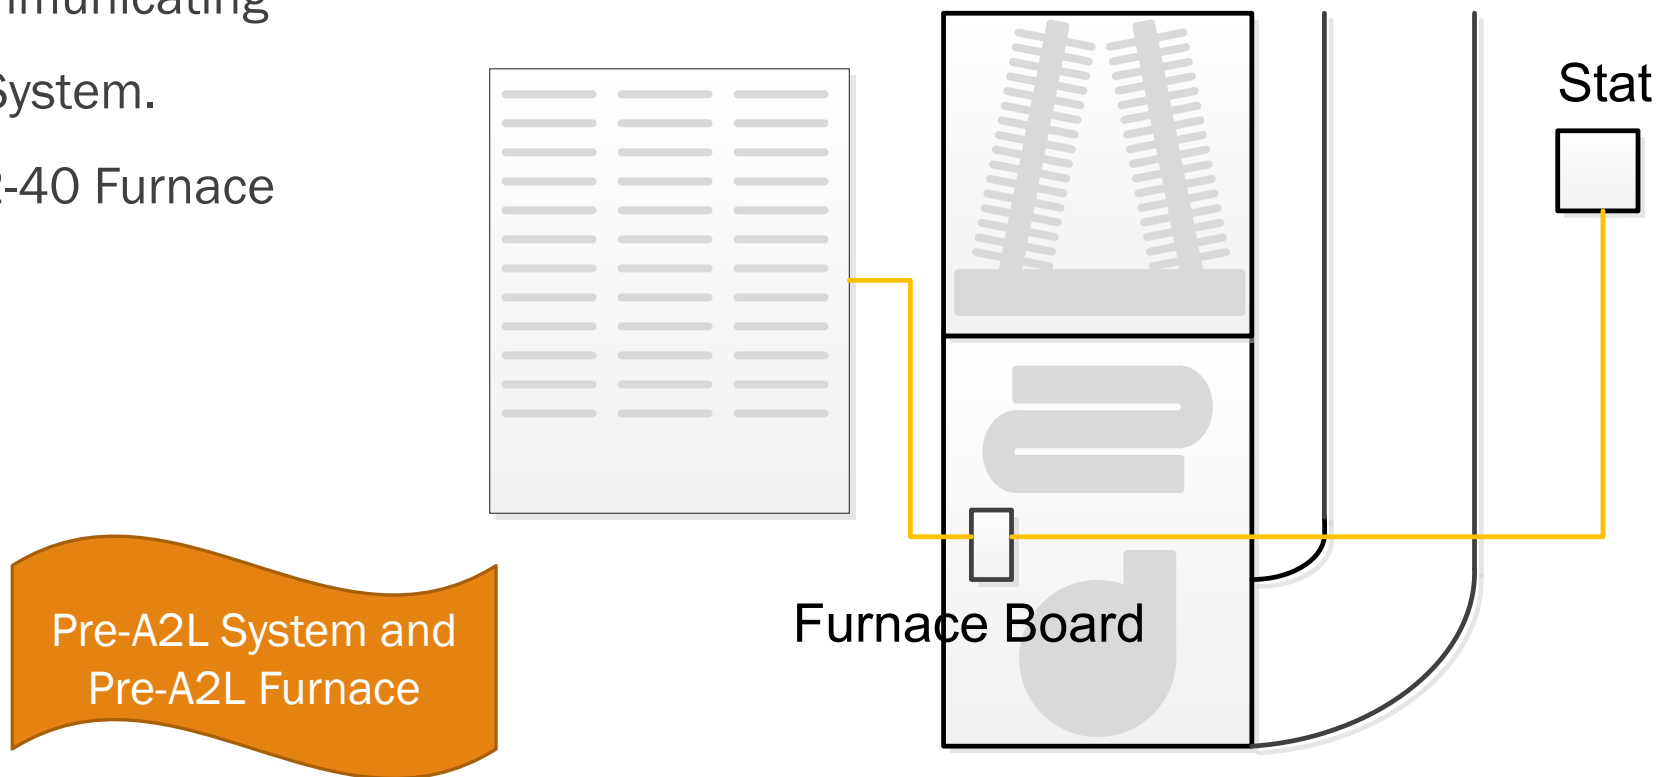 System.
-40 Furnace
Stat
Furnace Board
Pre-A2L System and
Pre-A2L Furnace